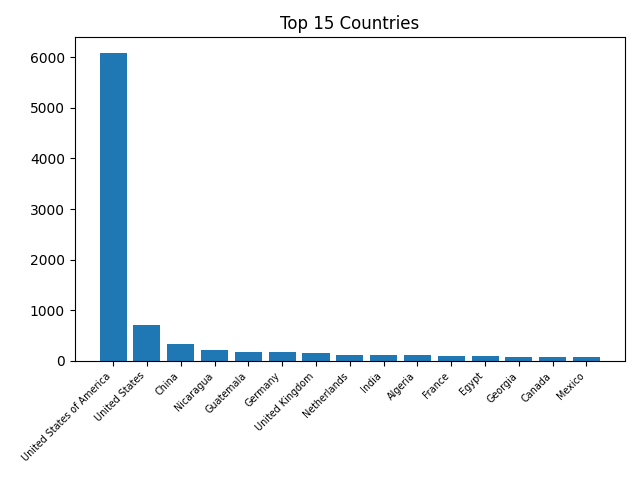 Top 15 Countries
6000
5000
4000
3000
2000
1000
0
United States of America
United States
China
Nicaragua
Guatemala
Germany
United Kingdom
Netherlands
India
Algeria
France
Egypt
Georgia
Canada
Mexico